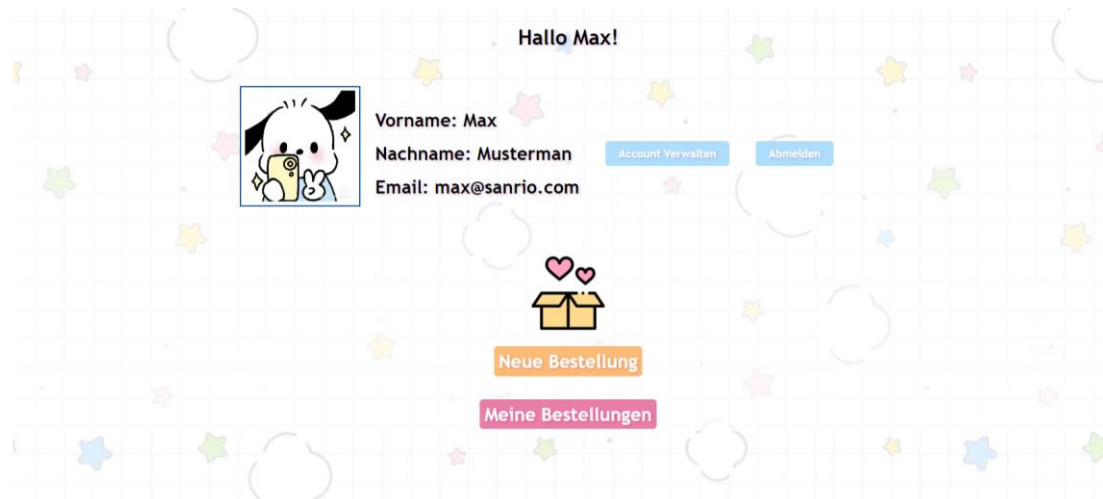 Hallo Max!
Vorname: Max
Nachname: Musterman
Account Verwalten
Abmelden
Email: max@sanrio.com
Neue Bestellung
Meine Bestellungen